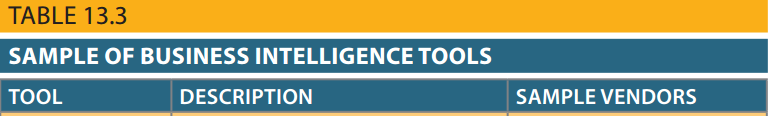 TABLE 13.3
SAMPLE OF BUSINESS INTELLIGENCE TOOLS
TOOL DESCRIPTION SAMPLE VENDORS